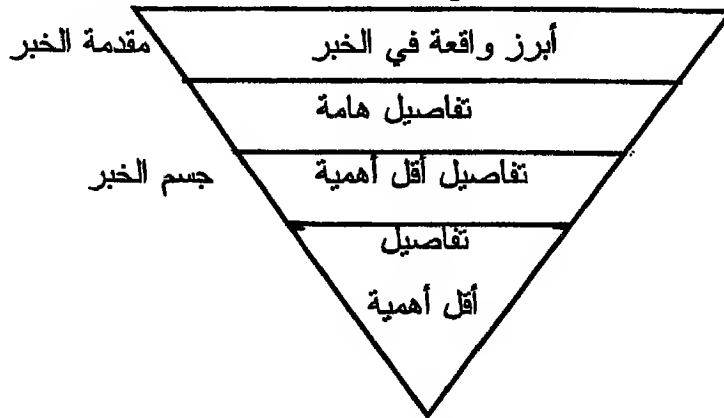 أبرز واقعة في الخبر
مقدمة الخبر
تفاصيل هامة
تفاصيل أقل أهمية
جسم الخبر
تفاصيل
أقل أهمية